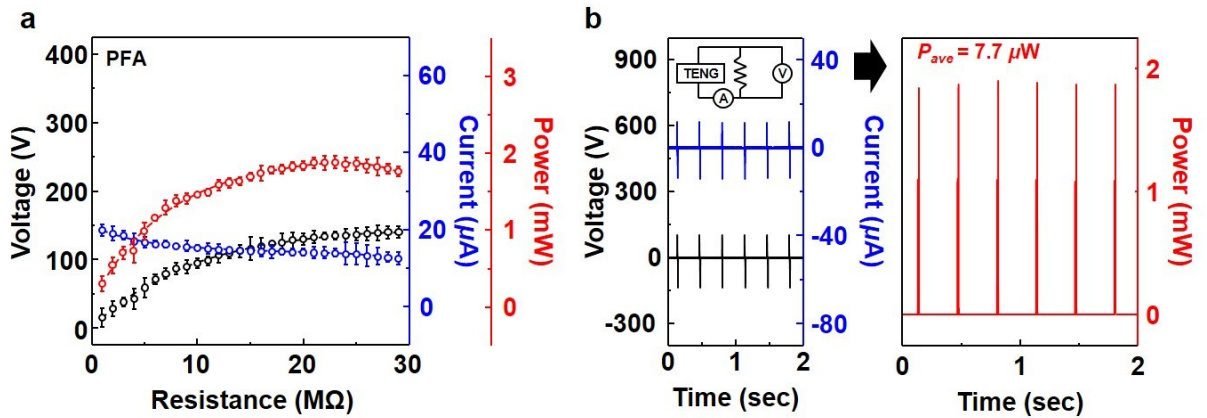 a
PFA
400
300
200
100
0
Voltage (V)
60
40
20
0
Current (μA)
3
2
1
0
Power (mW)
0
10
20
30
Resistance (MΩ)
b
900
600
300
0
-300
Voltage (V)
TENG
A
V
40
0
-40
-80
Current (μA)
0
1
2
Time (sec)
Pave = 7.7 μW
2
1
0
Power (mW)
0
1
2
Time (sec)